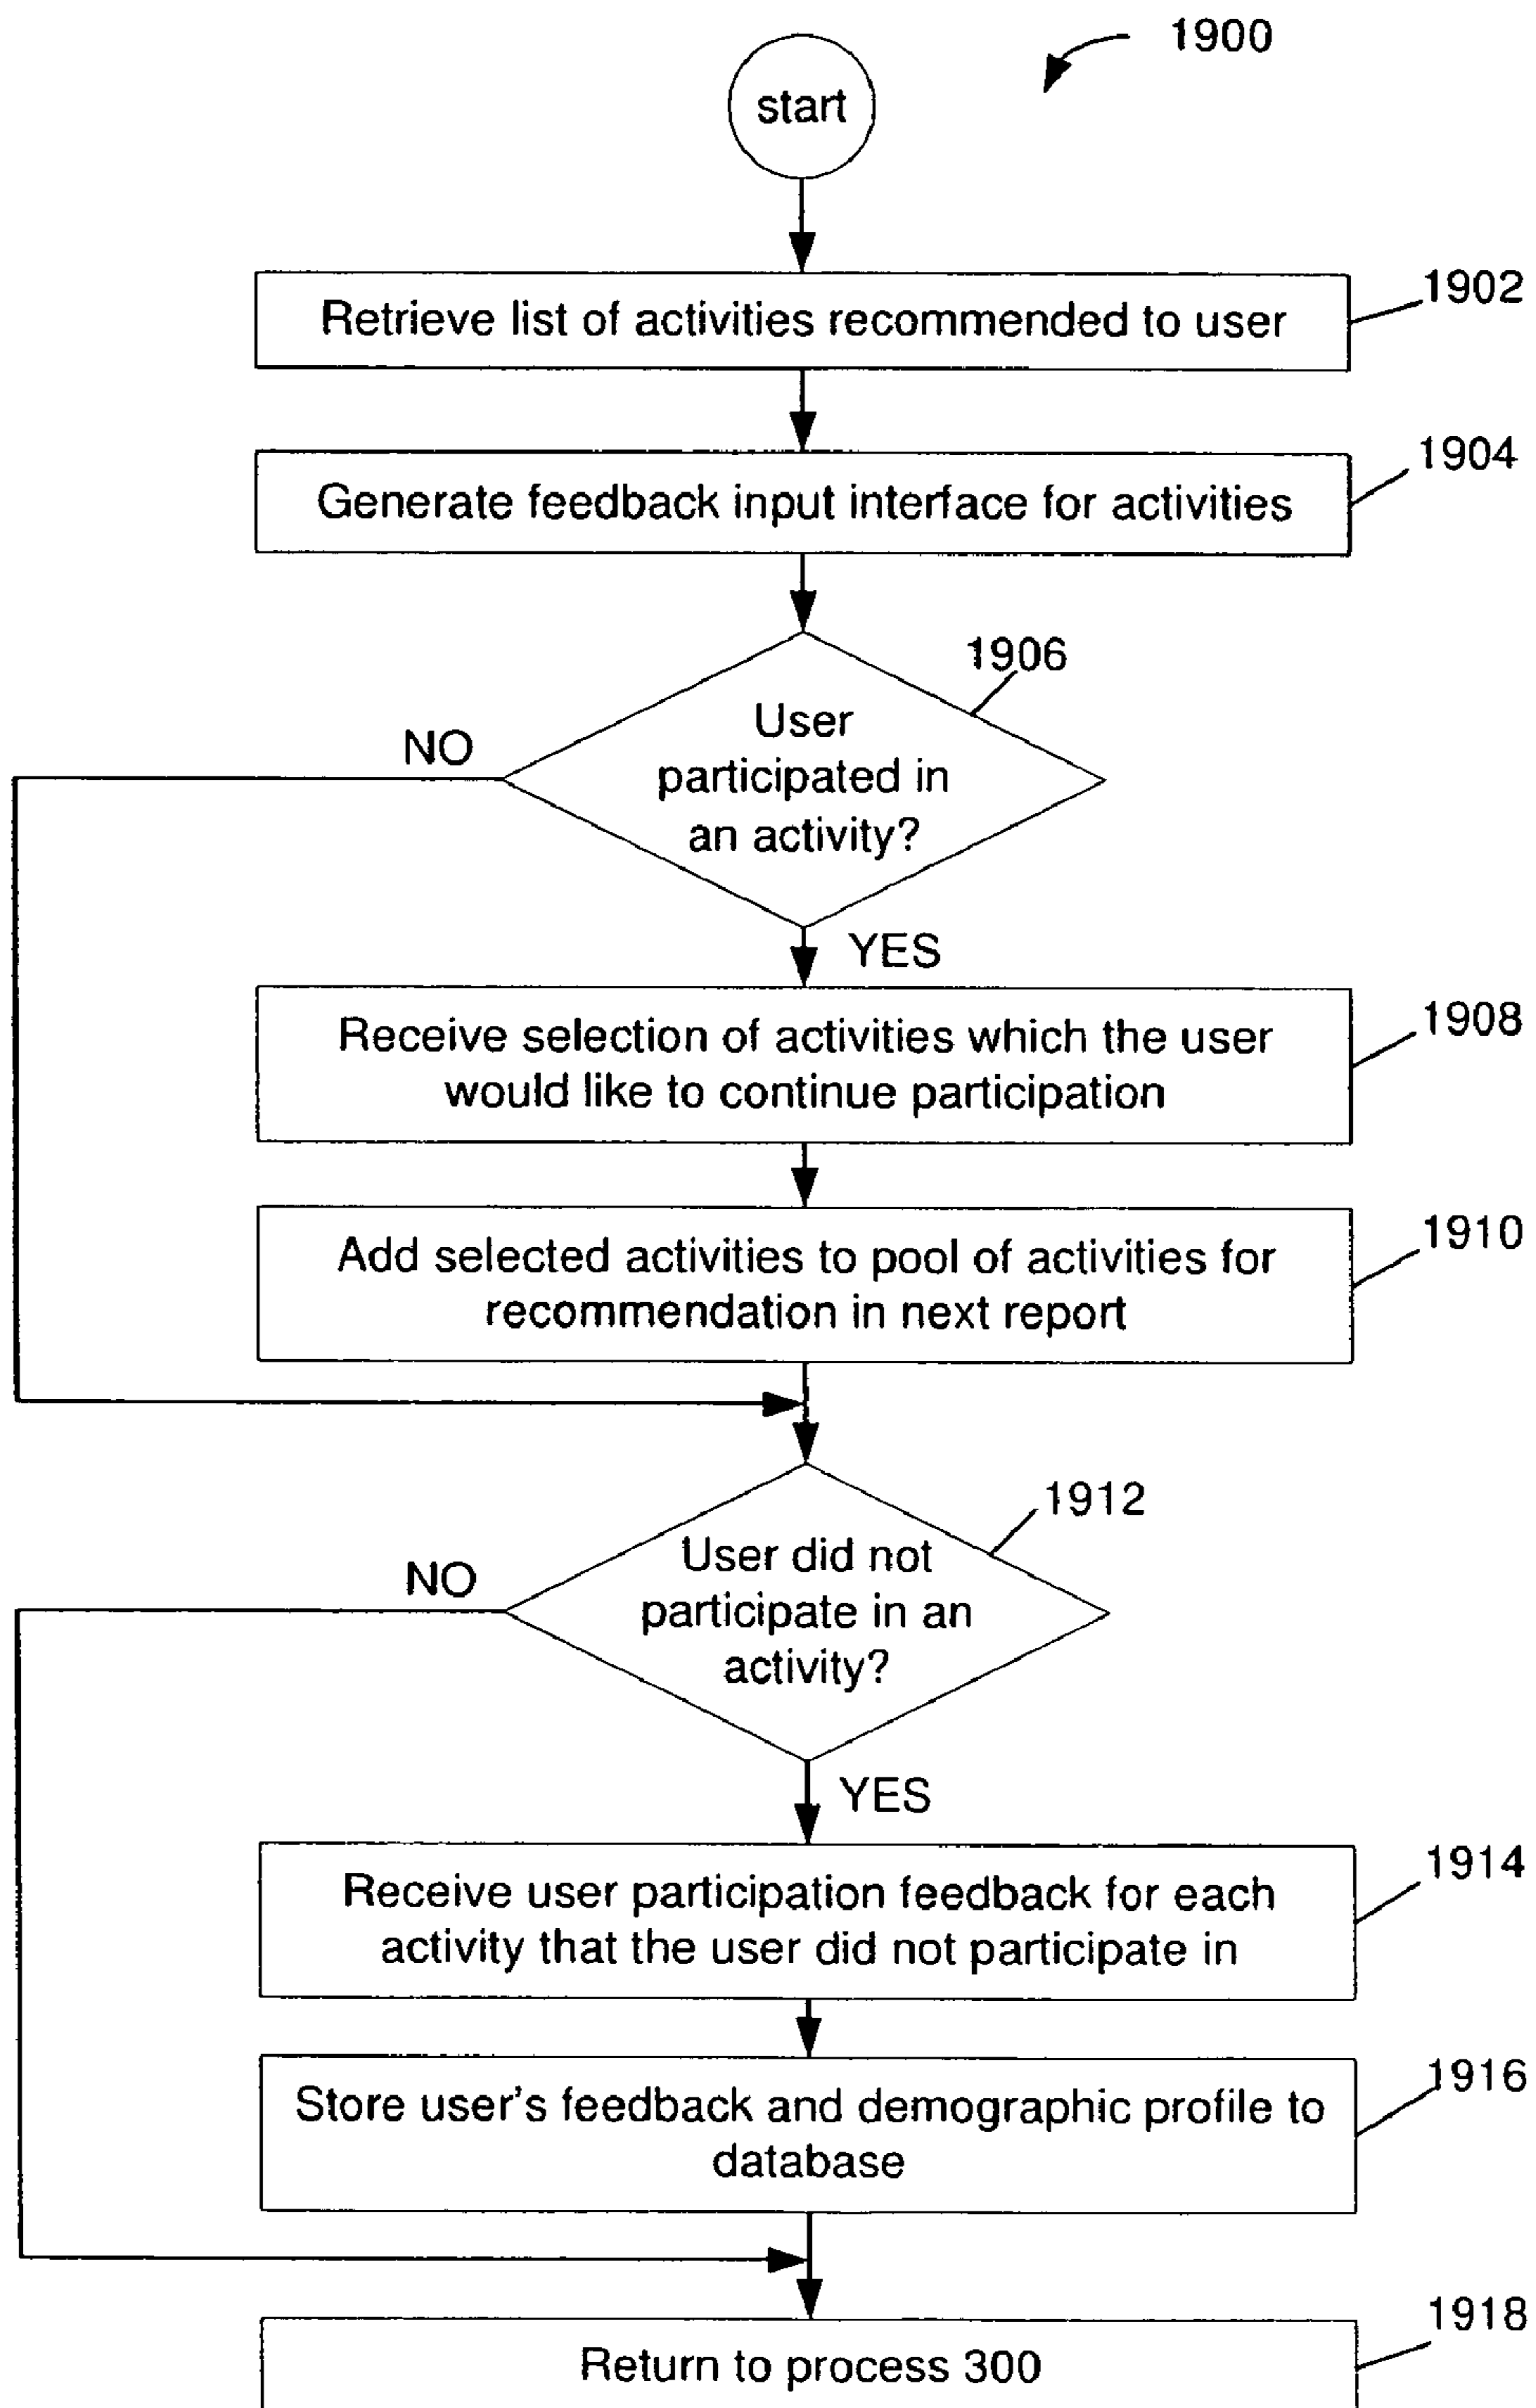 1900
start
1902
Retrieve list of activities recommended to user
1904
Generate feedback input interface for activities
1906
User
participated in
an activity?
NO
YES
1908
Receive selection of activities which the user
would like to continue participation
1910
Add selected activities to pool of activities for
recommendation in next report
1912
User did not
participate in an
activity?
NO
YES
1914
Receive user participation feedback for each
activity that the user did not participate in
1916
Store user's feedback and demographic profile to
database
1918
Return to process 300